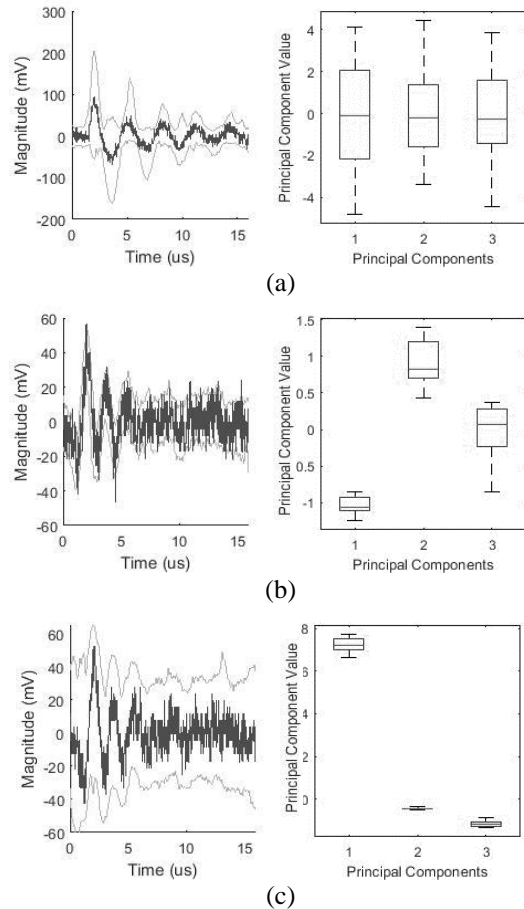 300
200
100
0
-100
-200
Magnitude (mV)
0 5 10 15
Time (us)
4
2
0
-2
-4
Principal Component Value
1 2 3
Principal Components
(a)
60
40
20
0
-20
-40
-60
Magnitude (mV)
0 5 10 15
Time (us)
1.5
1
0.5
0
0.5
-1
Principal Component Value
1 2 3
Principal Components
(b)
60
40
20
0
-20
-40
-60
Magnitude (mV)
0 5 10 15
Time (us)
8
6
4
2
0
Principal Component Value
1 2 3
Principal Components
(c)